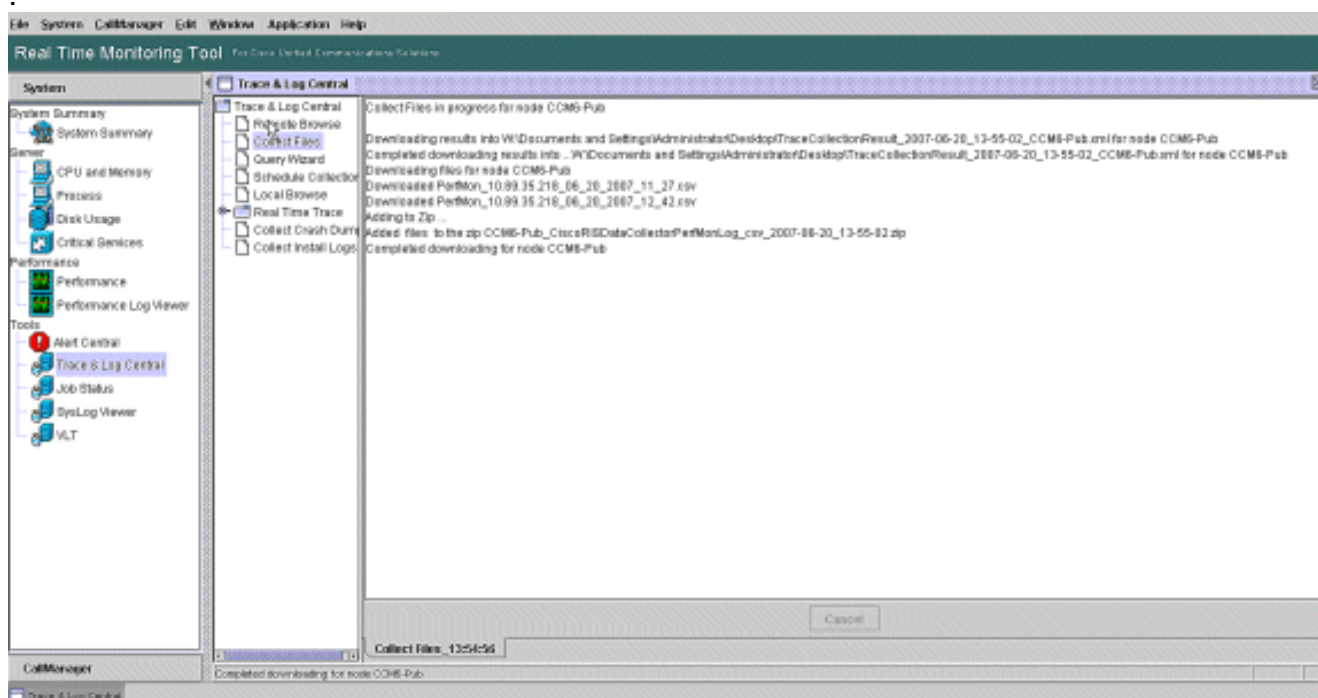 File System CallManager Edit Window Application Help
Real Time Monitoring Tool For Cisco Unified Communications Solutions
System
Trace & Log Central
System Summary
System Summary
Server
CPU and Memory
Process
Disk Usage
Critical Services
Performance
Performance
Performance Log Viewer
Tools
Alert Central
Trace & Log Central
Job Status
SysLog Viewer
VLT
CallManager
Trace & Log Central
Remote Browse
Collect Files
Query Wizard
Schedule Collection
Local Browse
Real Time Trace
Collect Crash Dump
Collect Install Logs
Collect Files in progress for node CCM6-Pub
Downloading results into W:\Documents and Settings\Administrator\Desktop\TraceCollectionResult_2007-06-20_13-55-02_CCM6-Pub.xml for node CCM6-Pub
Completed downloading results into ..W:\Documents and Settings\Administrator\Desktop\TraceCollectionResult_2007-06-20_13-55-02_CCM6-Pub.xml for node CCM6-Pub
Downloading files for node CCM6-Pub
Downloaded PerfMon_10.89.35.218_06_20_2007_11_27.csv
Downloaded PerfMon_10.89.35.218_06_20_2007_12_42.csv
Adding to Zip ...
Added files to the zip CCM6-Pub_CiscoRISDataCollectorPerfMonLog_csv_2007-06-20_13-55-02.zip
Completed downloading for node CCM6-Pub
Cancel
Collect Files_13:54:56
Completed downloading for node CCM6-Pub
Trace & Log Central